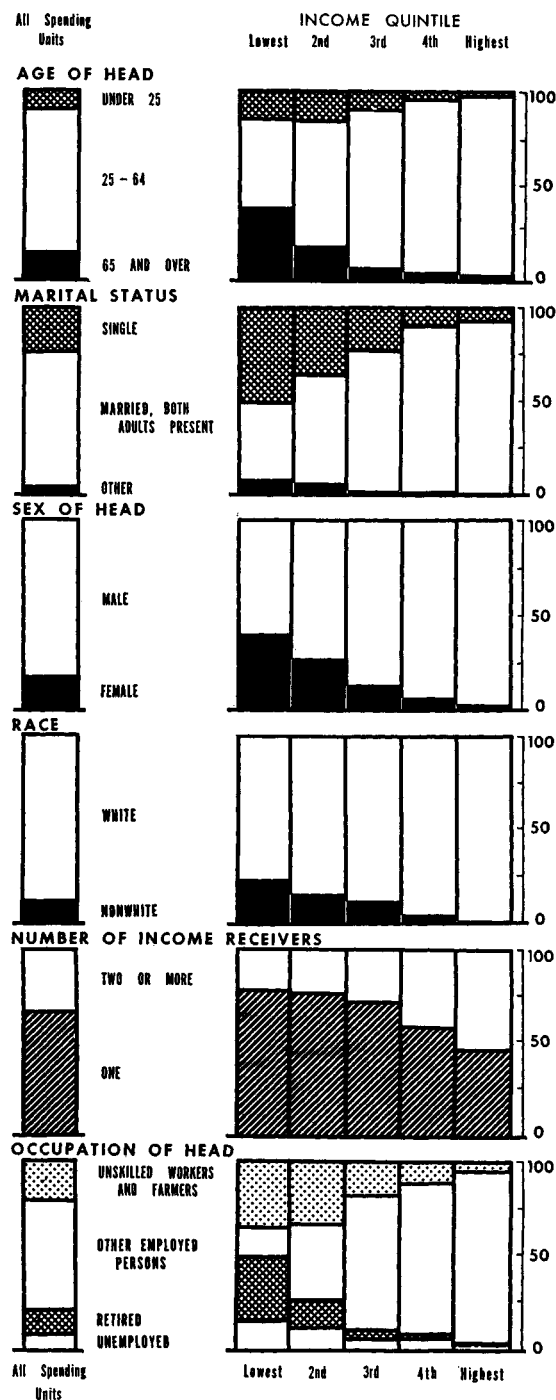 All Spending
Units
INCOME QUINTILE
Lowest 2nd 3rd 4th Highest
AGE OF HEAD
UNDER 25
25 – 64
65 AND OVER
100
50
0
MARITAL STATUS
SINGLE
MARRIED, BOTH
ADULTS PRESENT
OTHER
100
50
0
SEX OF HEAD
MALE
FEMALE
100
50
0
RACE
WHITE
NONWHITE
100
50
0
NUMBER OF INCOME RECEIVERS
TWO OR MORE
ONE
100
50
0
OCCUPATION OF HEAD
UNSKILLED WORKERS
AND FARMERS
OTHER EMPLOYED
PERSONS
RETIRED
UNEMPLOYED
100
50
0
All Spending
Units
Lowest 2nd 3rd 4th Highest